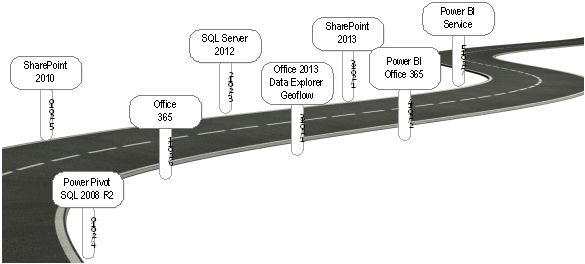 Power BI
Service
SharePoint
2013
SQL Server
2012
SharePoint
2010
Power BI
Office 365
Office 2013
Data Explorer
Geoflow
Office
365
Power Pivot
SQL 2008 R2